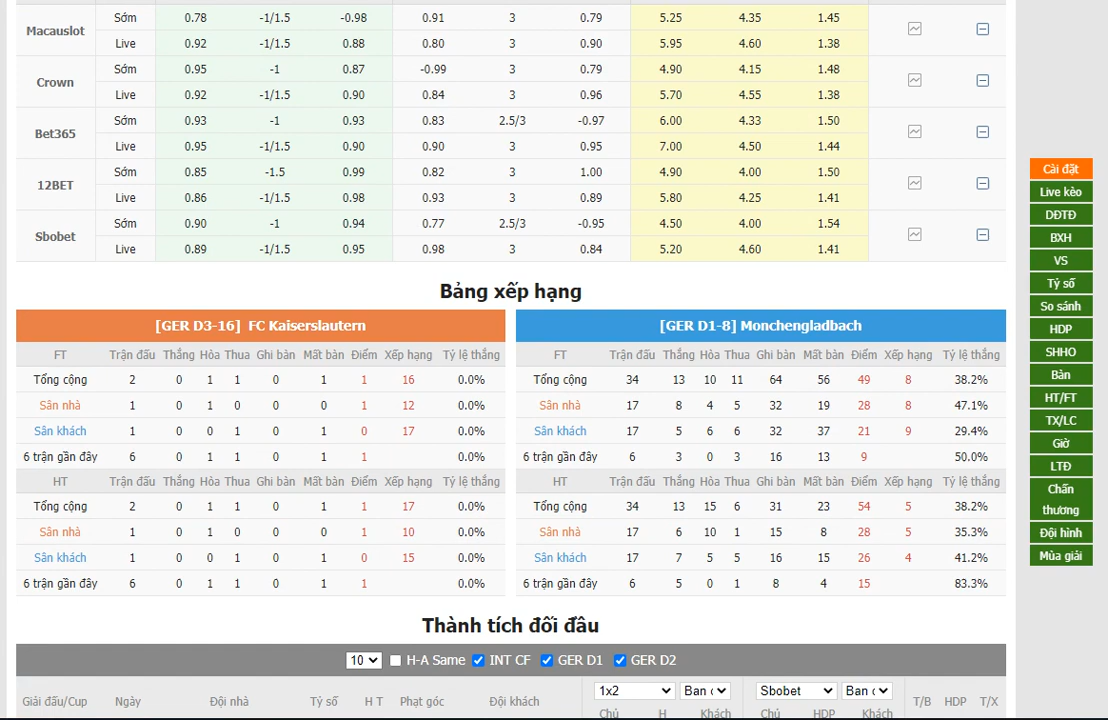 Macauslot Sớm 0.78 -1/1.5 -0.98 0.91 3 0.79 5.25 4.35 1.45
Live 0.92 -1/1.5 0.88 0.80 3 0.90 5.95 4.60 1.38
Crown Sớm 0.95 -1 0.87 -0.99 3 0.79 4.90 4.15 1.48
Live 0.92 -1/1.5 0.90 0.84 3 0.96 5.70 4.55 1.38
Bet365 Sớm 0.93 -1 0.93 0.83 2.5/3 -0.97 6.00 4.33 1.50
Live 0.95 -1/1.5 0.90 0.90 3 0.95 7.00 4.50 1.44
12BET Sớm 0.85 -1.5 0.99 0.82 3 1.00 4.90 4.00 1.50
Live 0.86 -1/1.5 0.98 0.93 3 0.89 5.80 4.25 1.41
Sbobet Sớm 0.90 -1 0.94 0.77 2.5/3 -0.95 4.50 4.00 1.54
Live 0.89 -1/1.5 0.95 0.98 3 0.84 5.20 4.60 1.41
Bảng xếp hạng
[GER D3-16] FC Kaiserslautern
FT Trận đấu Thắng Hòa Thua Ghi bàn Mất bàn Điểm Xếp hạng Tỷ lệ thắng
Tổng cộng 2 0 1 1 0 1 1 16 0.0%
Sân nhà 1 0 1 0 0 0 1 12 0.0%
Sân khách 1 0 0 1 0 1 0 17 0.0%
6 trận gần đây 6 0 1 1 0 1 1 0.0%
HT Trận đấu Thắng Hòa Thua Ghi bàn Mất bàn Điểm Xếp hạng Tỷ lệ thắng
Tổng cộng 2 0 1 1 0 1 1 17 0.0%
Sân nhà 1 0 1 0 0 0 1 10 0.0%
Sân khách 1 0 0 1 0 1 0 15 0.0%
6 trận gần đây 6 0 1 1 0 1 1 0.0%
[GER D1-8] Monchengladbach
FT Trận đấu Thắng Hòa Thua Ghi bàn Mất bàn Điểm Xếp hạng Tỷ lệ thắng
Tổng cộng 34 13 10 11 64 56 49 8 38.2%
Sân nhà 17 8 4 5 32 19 28 8 47.1%
Sân khách 17 5 6 6 32 37 21 9 29.4%
6 trận gần đây 6 3 0 3 16 13 9 50.0%
HT Trận đấu Thắng Hòa Thua Ghi bàn Mất bàn Điểm Xếp hạng Tỷ lệ thắng
Tổng cộng 34 13 15 6 31 23 54 5 38.2%
Sân nhà 17 6 10 1 15 8 28 5 35.3%
Sân khách 17 7 5 5 16 15 26 4 41.2%
6 trận gần đây 6 5 0 1 8 4 15 83.3%
Thành tích đối đầu
10 H-A Same INT CF GER D1 GER D2
Giải đấu/Cup Ngày Đội nhà Tỷ số H T Phạt góc Đội khách 1x2 Ban Sbobet Ban T/B HDP T/X
Chủ H Khách Chủ HDP Khách
Cài đặt
Live kèo
DĐTĐ
BXH
VS
Tỷ số
So sánh
HDP
SHHO
Bàn
HT/FT
TX/LC
Giờ
LTĐ
Chấn
thương
Đội hình
Mùa giải